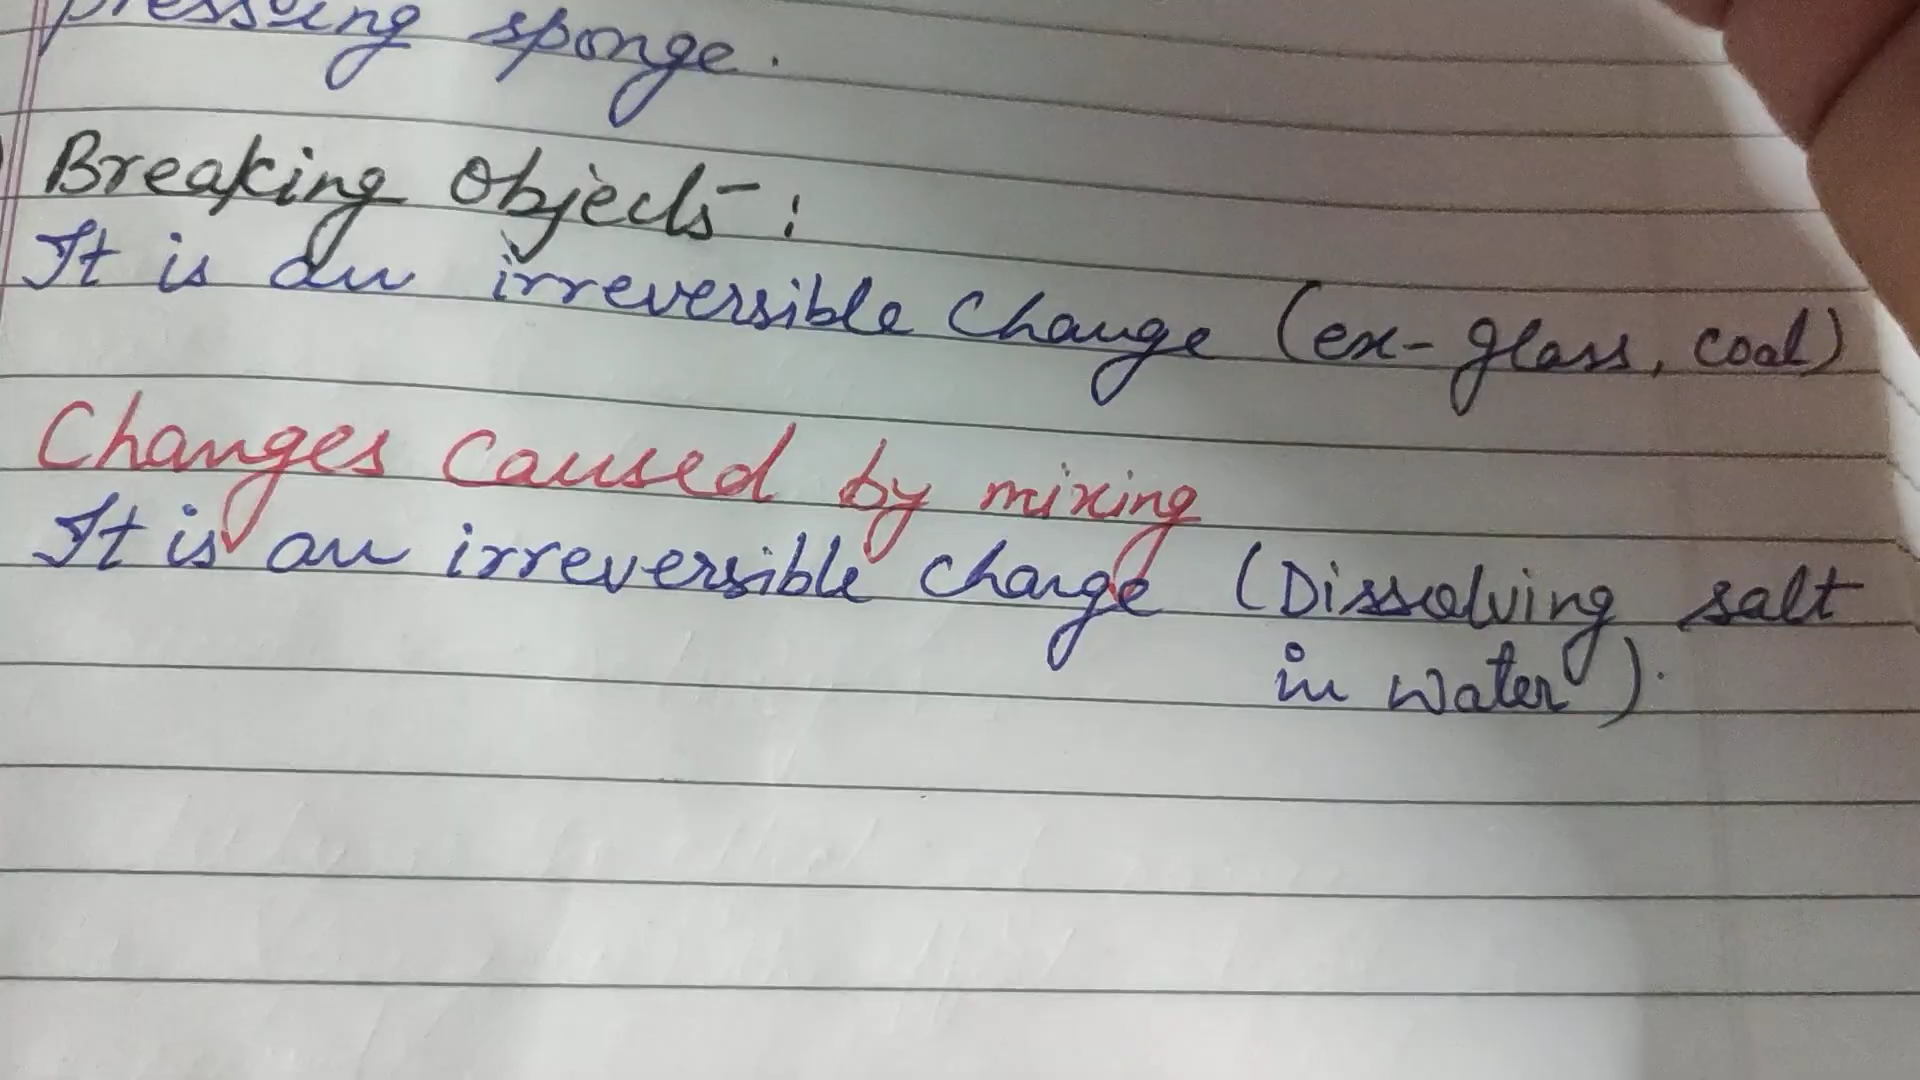 pressing sponge.
Breaking Objects :
It is an irreversible change (ex- glass, coal)
Changes Caused by mixing
It is an irreversible change (Dissolving salt
in water).